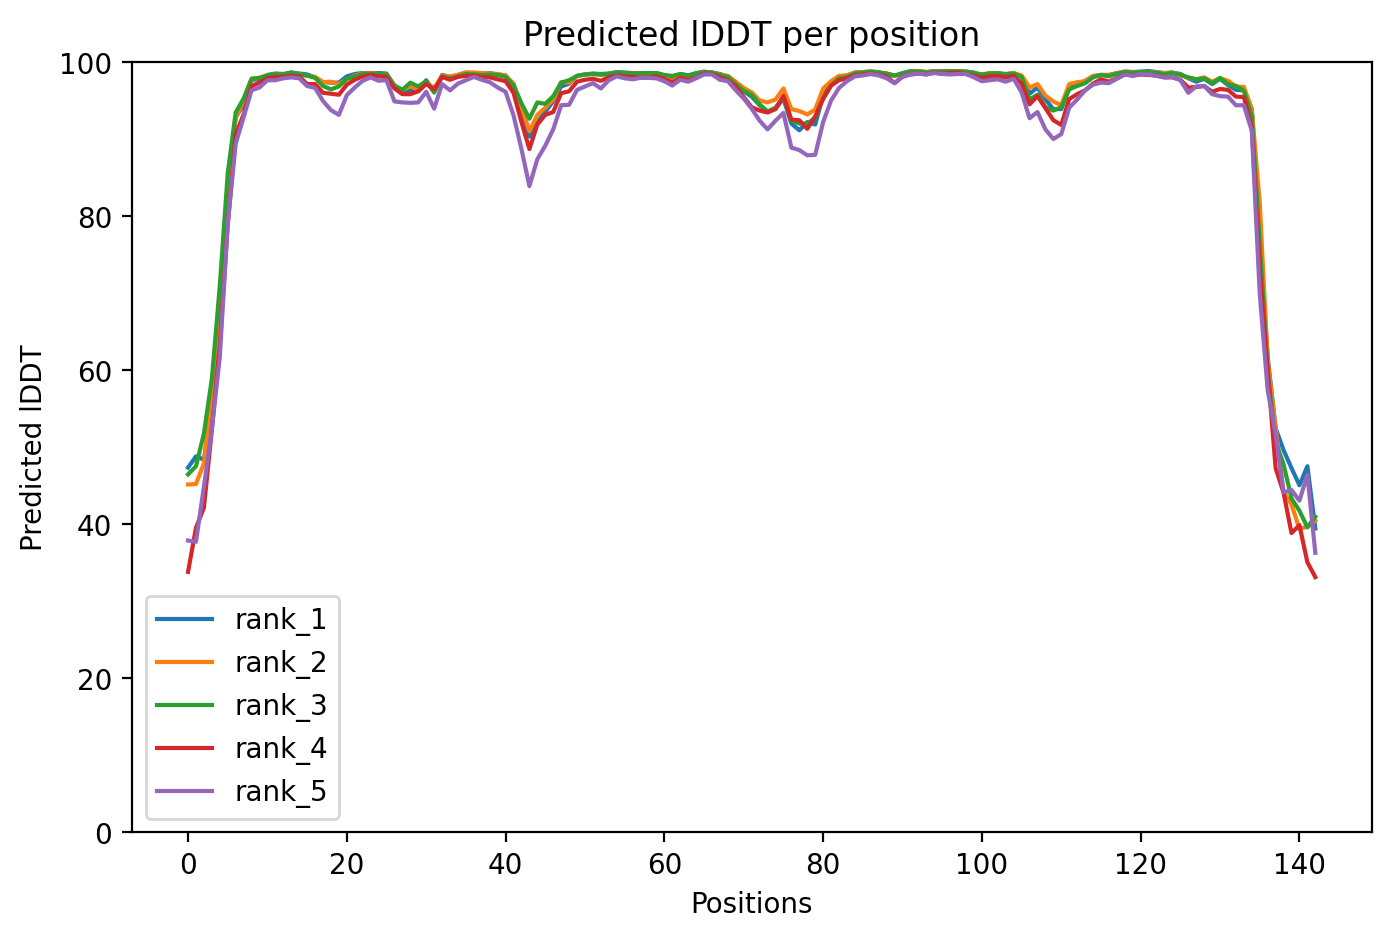 Predicted lDDT per position
100
80
60
40
20
0
Predicted lDDT
rank_1
rank_2
rank_3
rank_4
rank_5
0 20 40 60 80 100 120 140
Positions